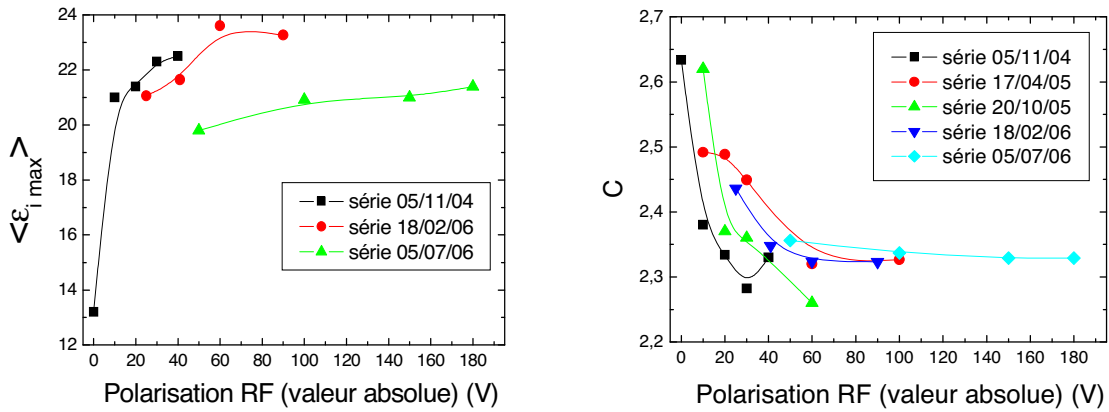 24
22
20
18
16
14
12
<ε i max>
série 05/11/04
série 18/02/06
série 05/07/06
0 20 40 60 80 100 120 140 160 180
Polarisation RF (valeur absolue) (V)
2,7
2,6
2,5
2,4
2,3
2,2
C
série 05/11/04
série 17/04/05
série 20/10/05
série 18/02/06
série 05/07/06
0 20 40 60 80 100 120 140 160 180
Polarisation RF (valeur absolue) (V)